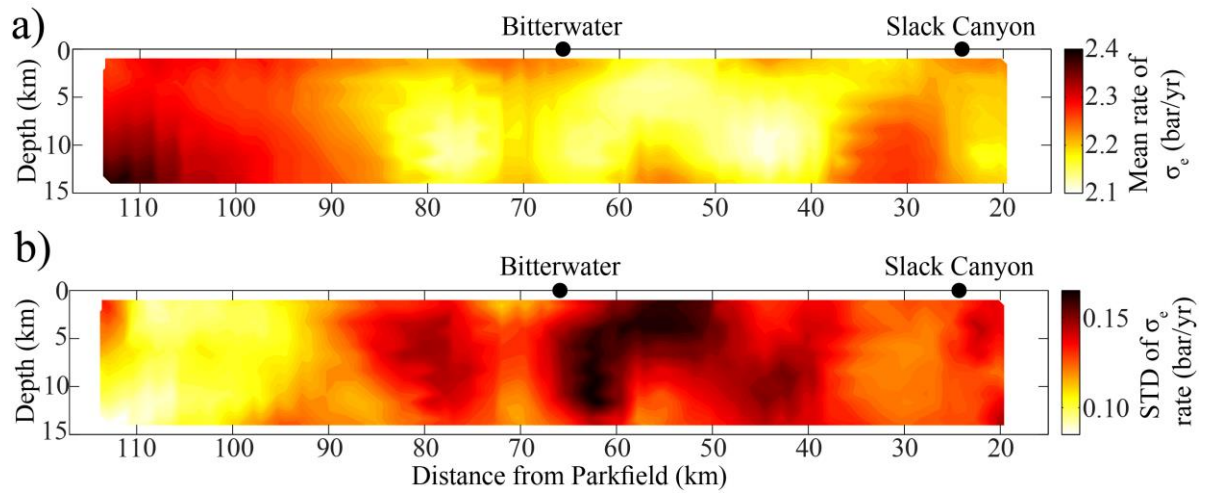 a)
Bitterwater
Slack Canyon
0
5
10
15
Depth (km)
110 100 90 80 70 60 50 40 30 20
2.4
2.3
2.2
2.1
Mean rate of
σe (bar/yr)
b)
Bitterwater
Slack Canyon
0
5
10
15
Depth (km)
110 100 90 80 70 60 50 40 30 20
Distance from Parkfield (km)
0.15
0.10
STD of σe
rate (bar/yr)